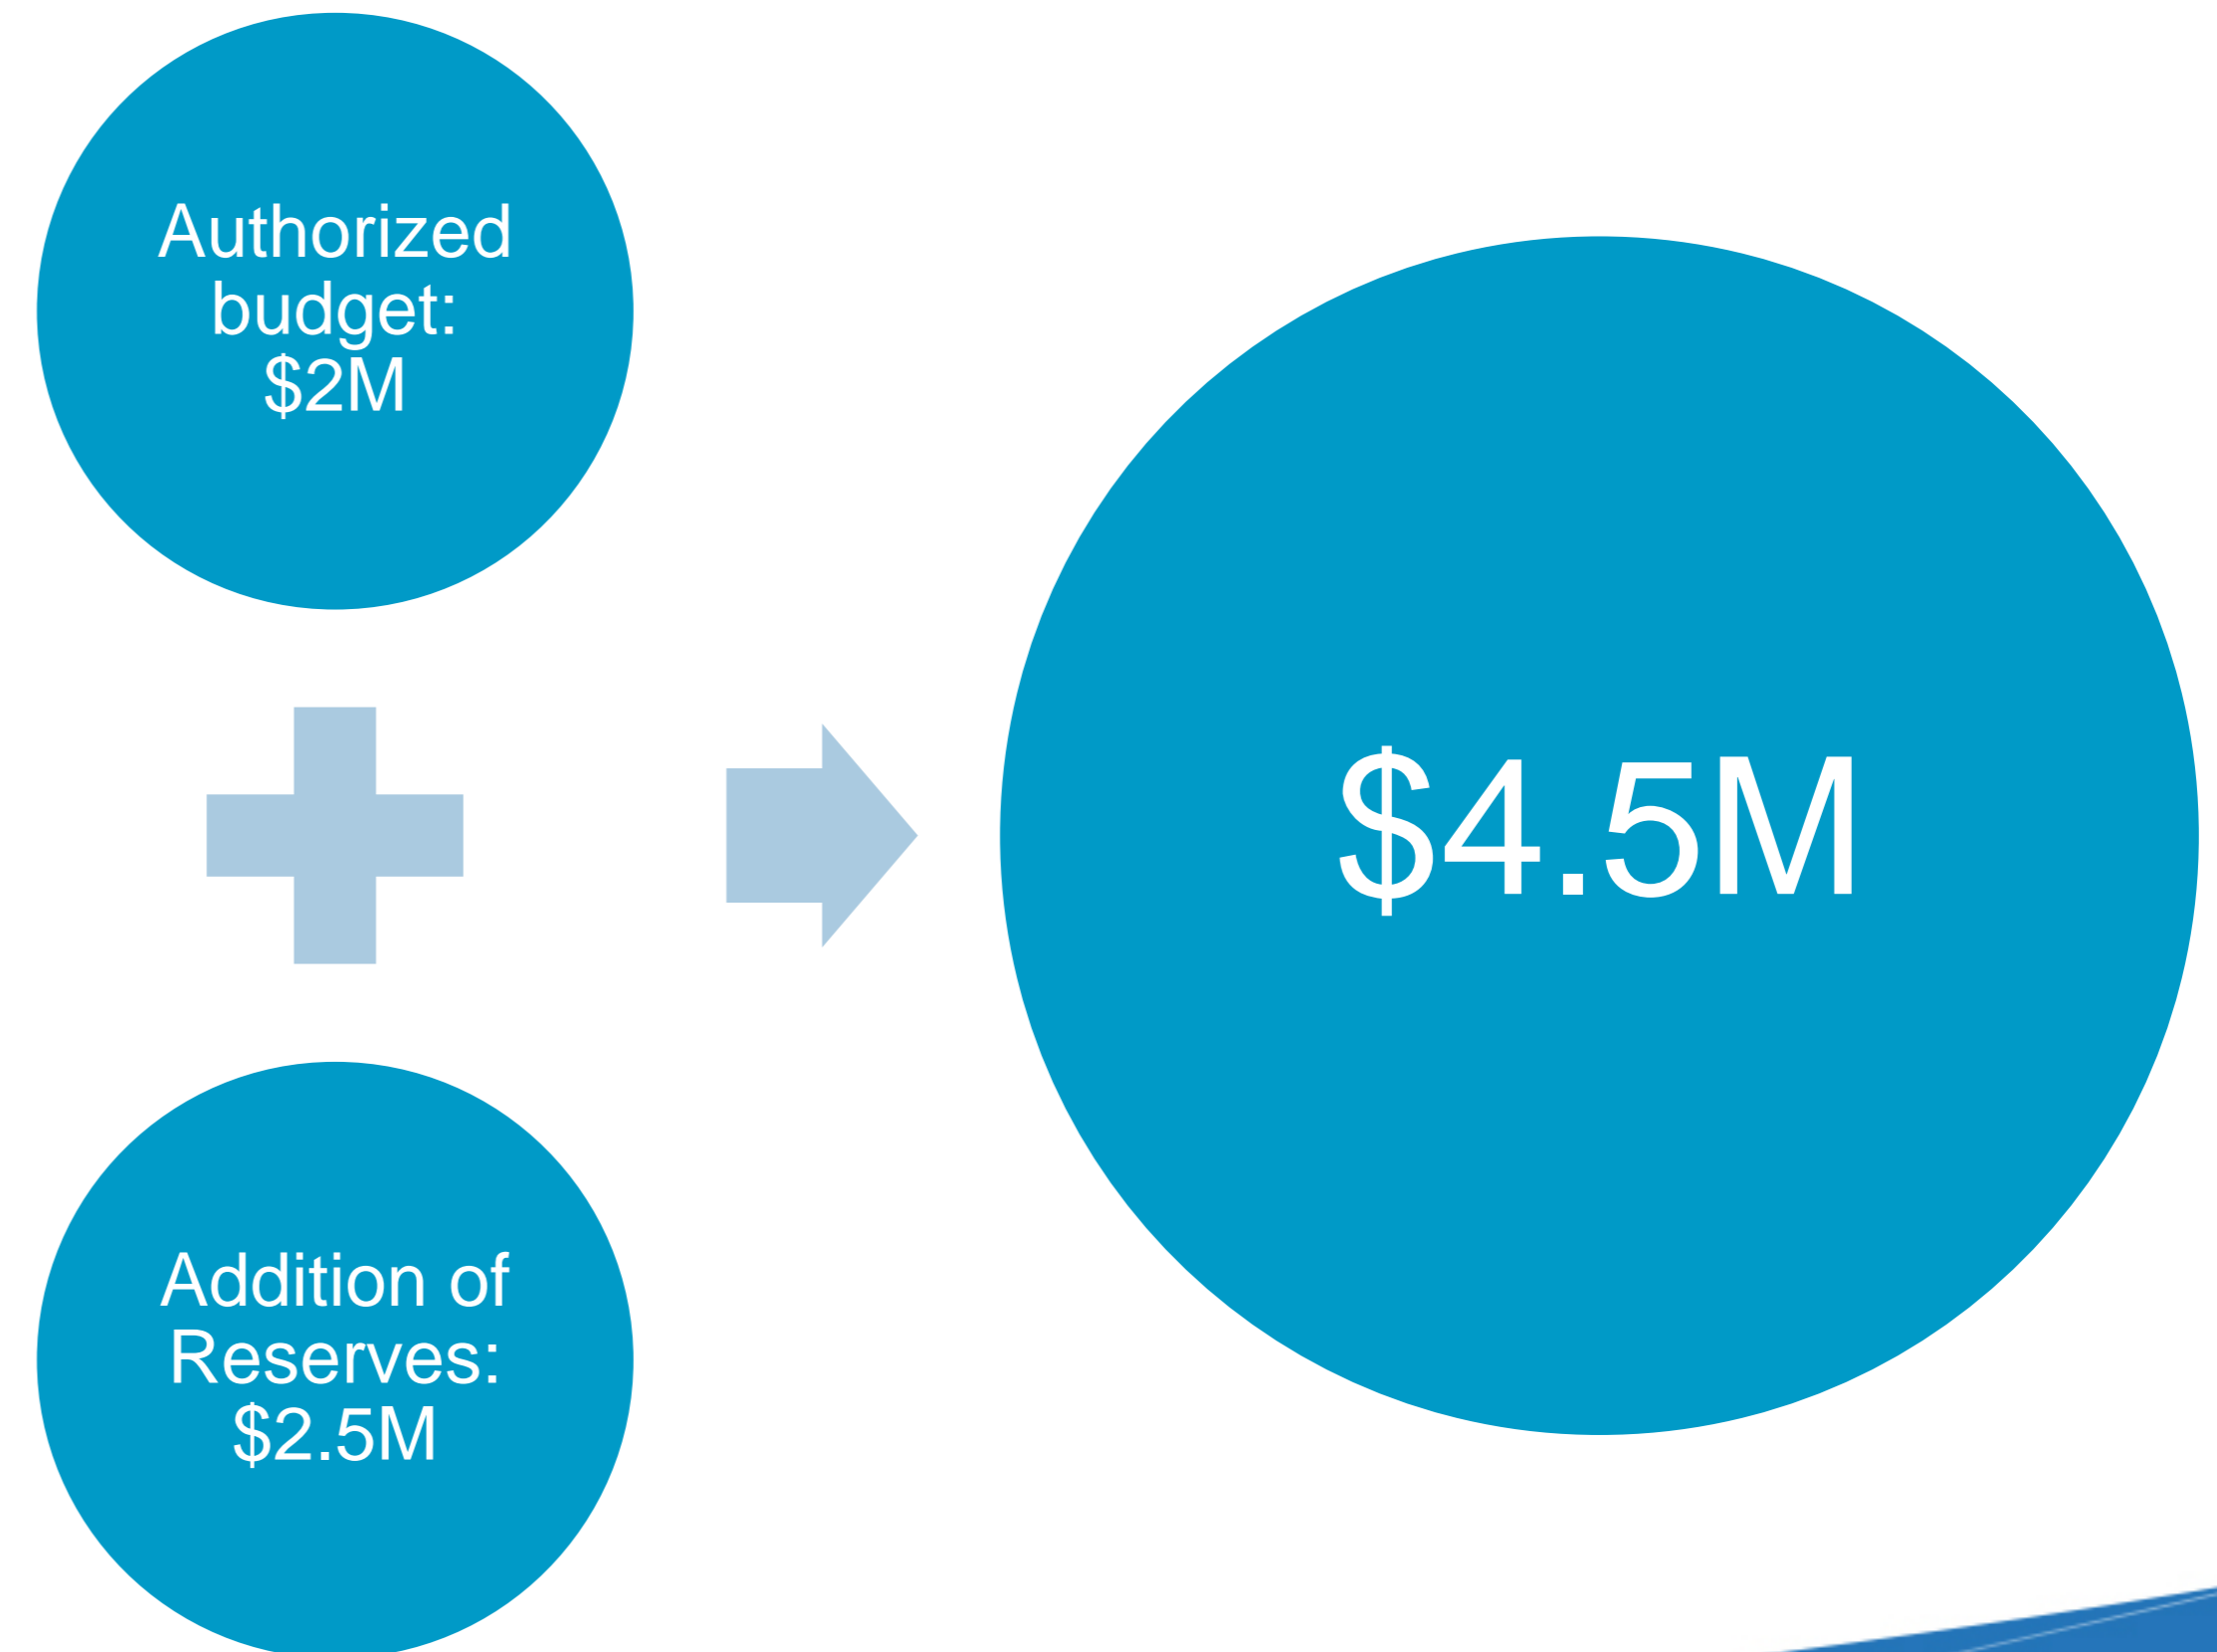 Authorized
budget:
$2M
Addition of
Reserves:
$2.5M
$4.5M